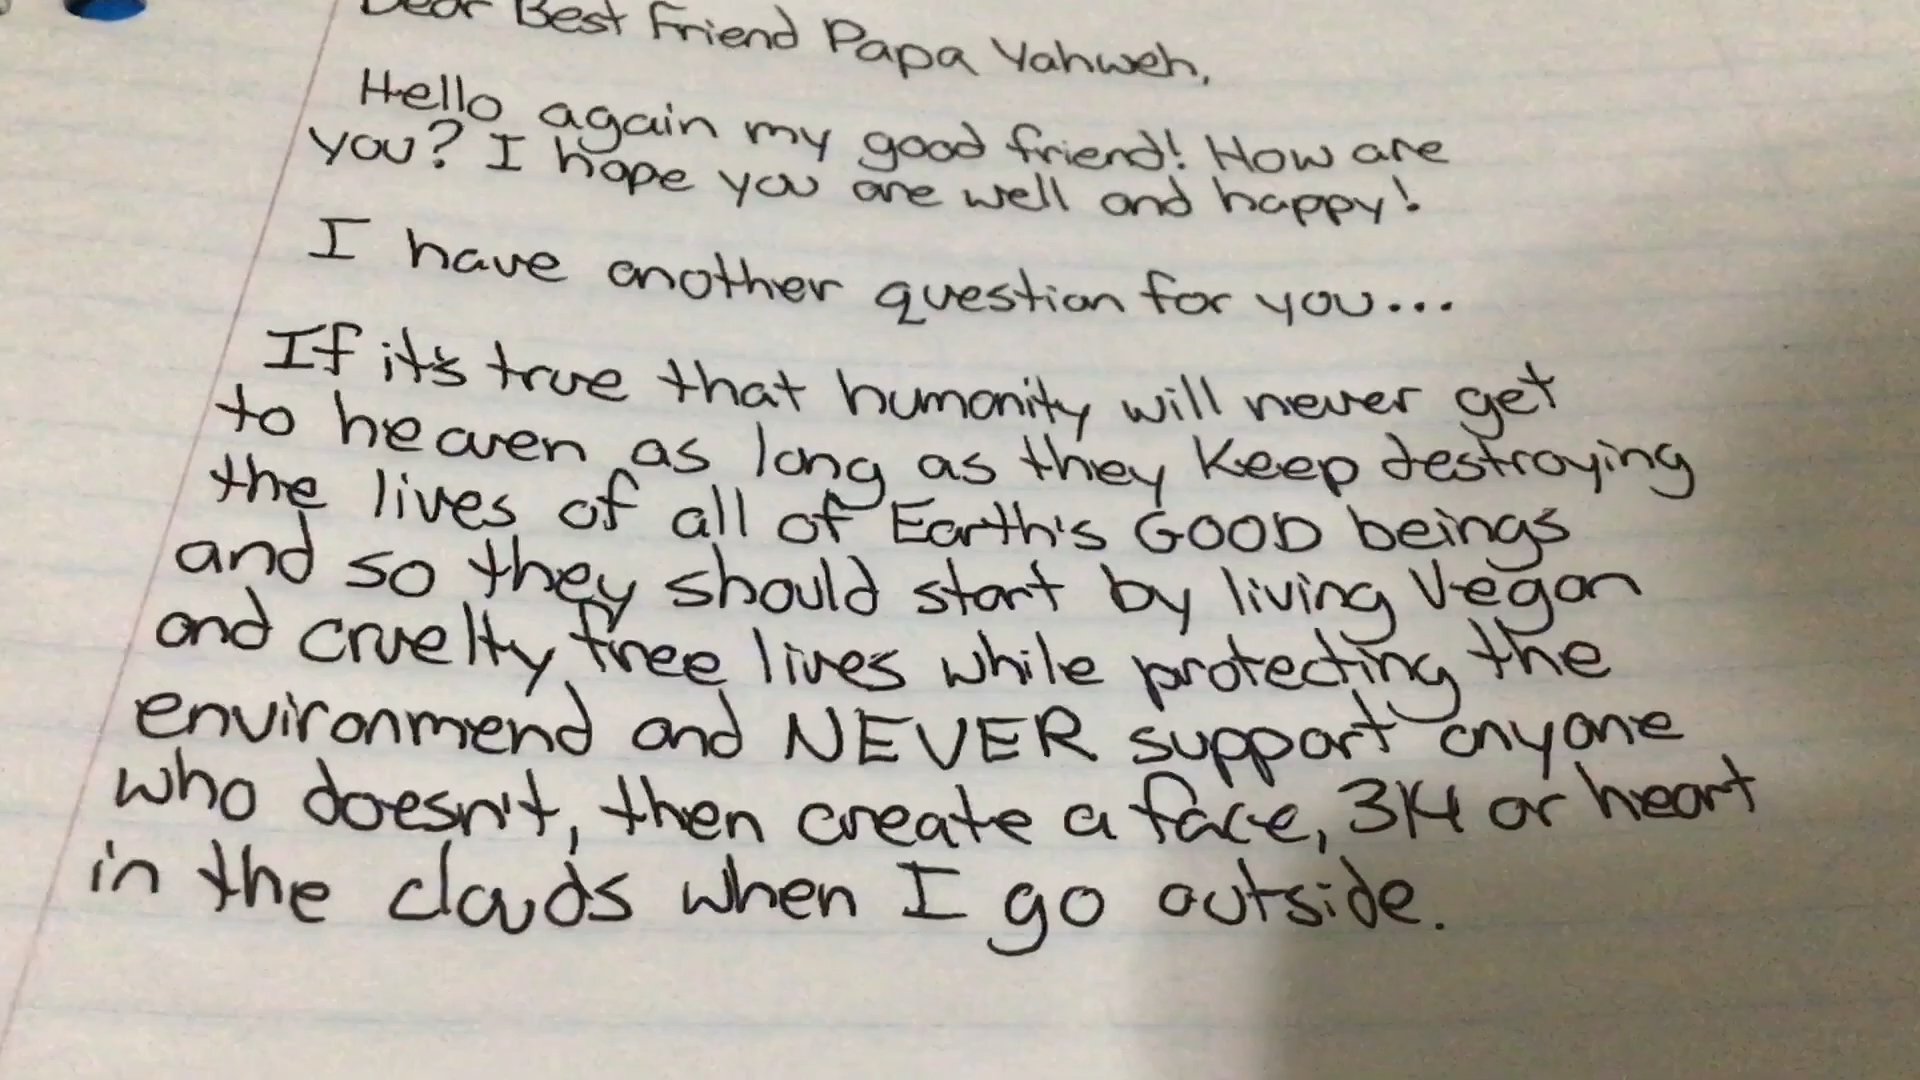 Dear Best Friend Papa Yahweh,
Hello again my good friend! How are
you? I hope you are well and happy!
I have another question for you...
If it's true that humanity will never get
to heaven as long as they keep destroying
the lives of all of Earth's GOOD beings
and so they should start by living Vegan
and cruelty free lives while protecting the
environmend and NEVER support anyone
who doesn't, then create a face, 314 or heart
in the clouds when I go outside.